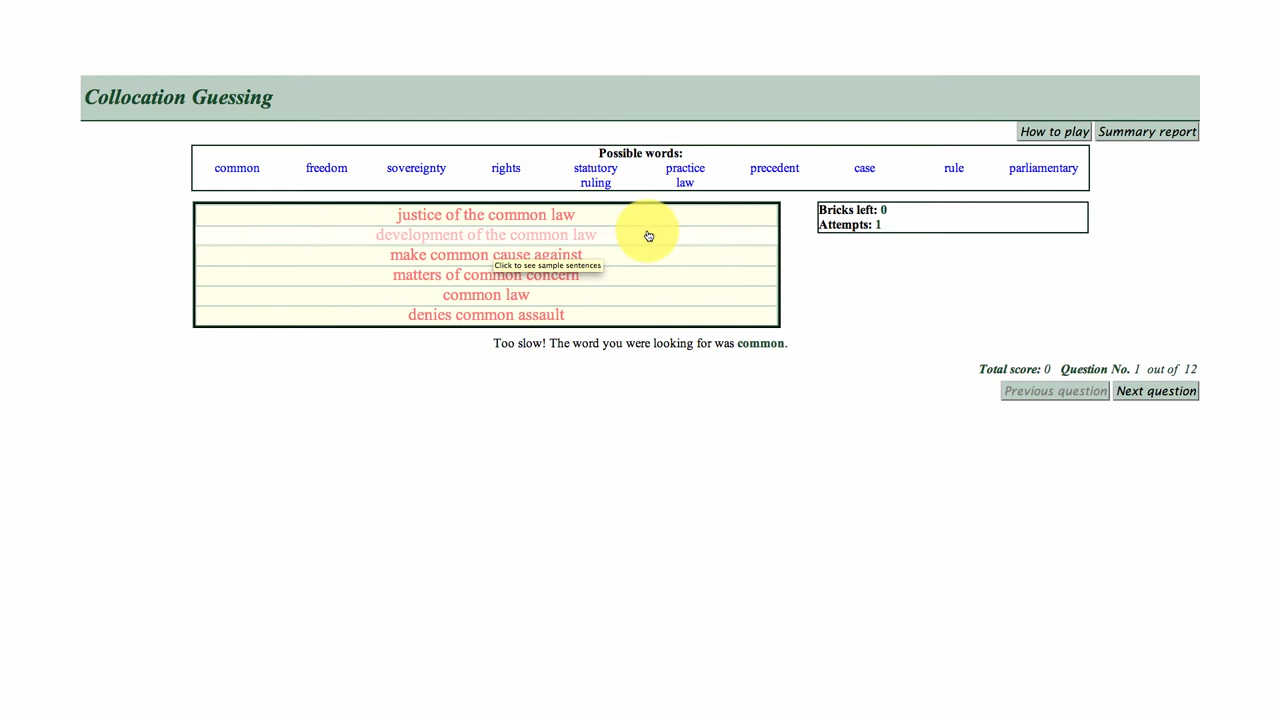 Collocation Guessing
How to play Summary report
Possible words:
common freedom sovereignty rights statutory practice precedent case rule parliamentary
ruling law
justice of the common law
development of the common law
make common cause against
Click to see sample sentences
matters of common concern
common law
denies common assault
Bricks left: 0
Attempts: 1
Too slow! The word you were looking for was common.
Total score: 0 Question No. 1 out of 12
Previous question Next question